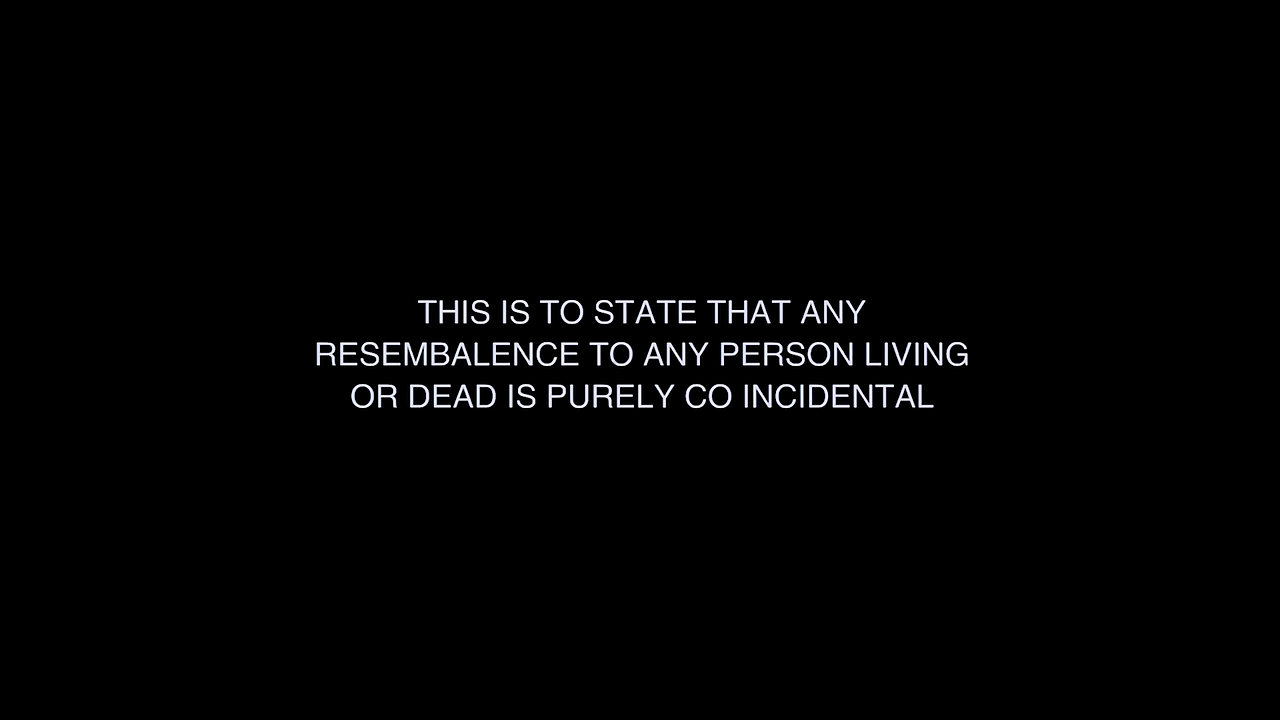 THIS IS TO STATE THAT ANY
RESEMBALENCE TO ANY PERSON LIVING
OR DEAD IS PURELY CO INCIDENTAL